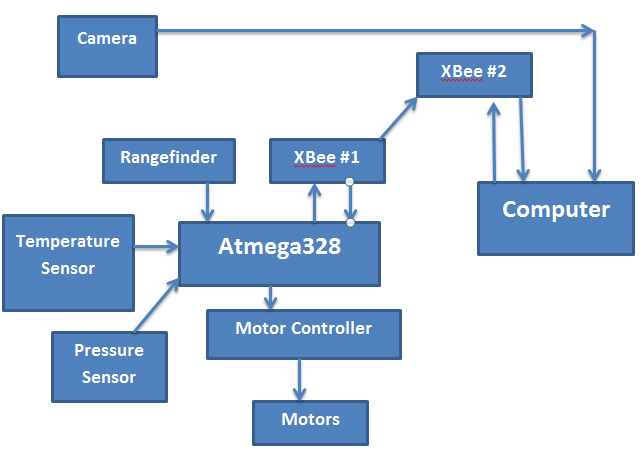 Camera
XBee #2
Rangefinder
XBee #1
Computer
Temperature
Sensor
Atmega328
Motor Controller
Pressure
Sensor
Motors